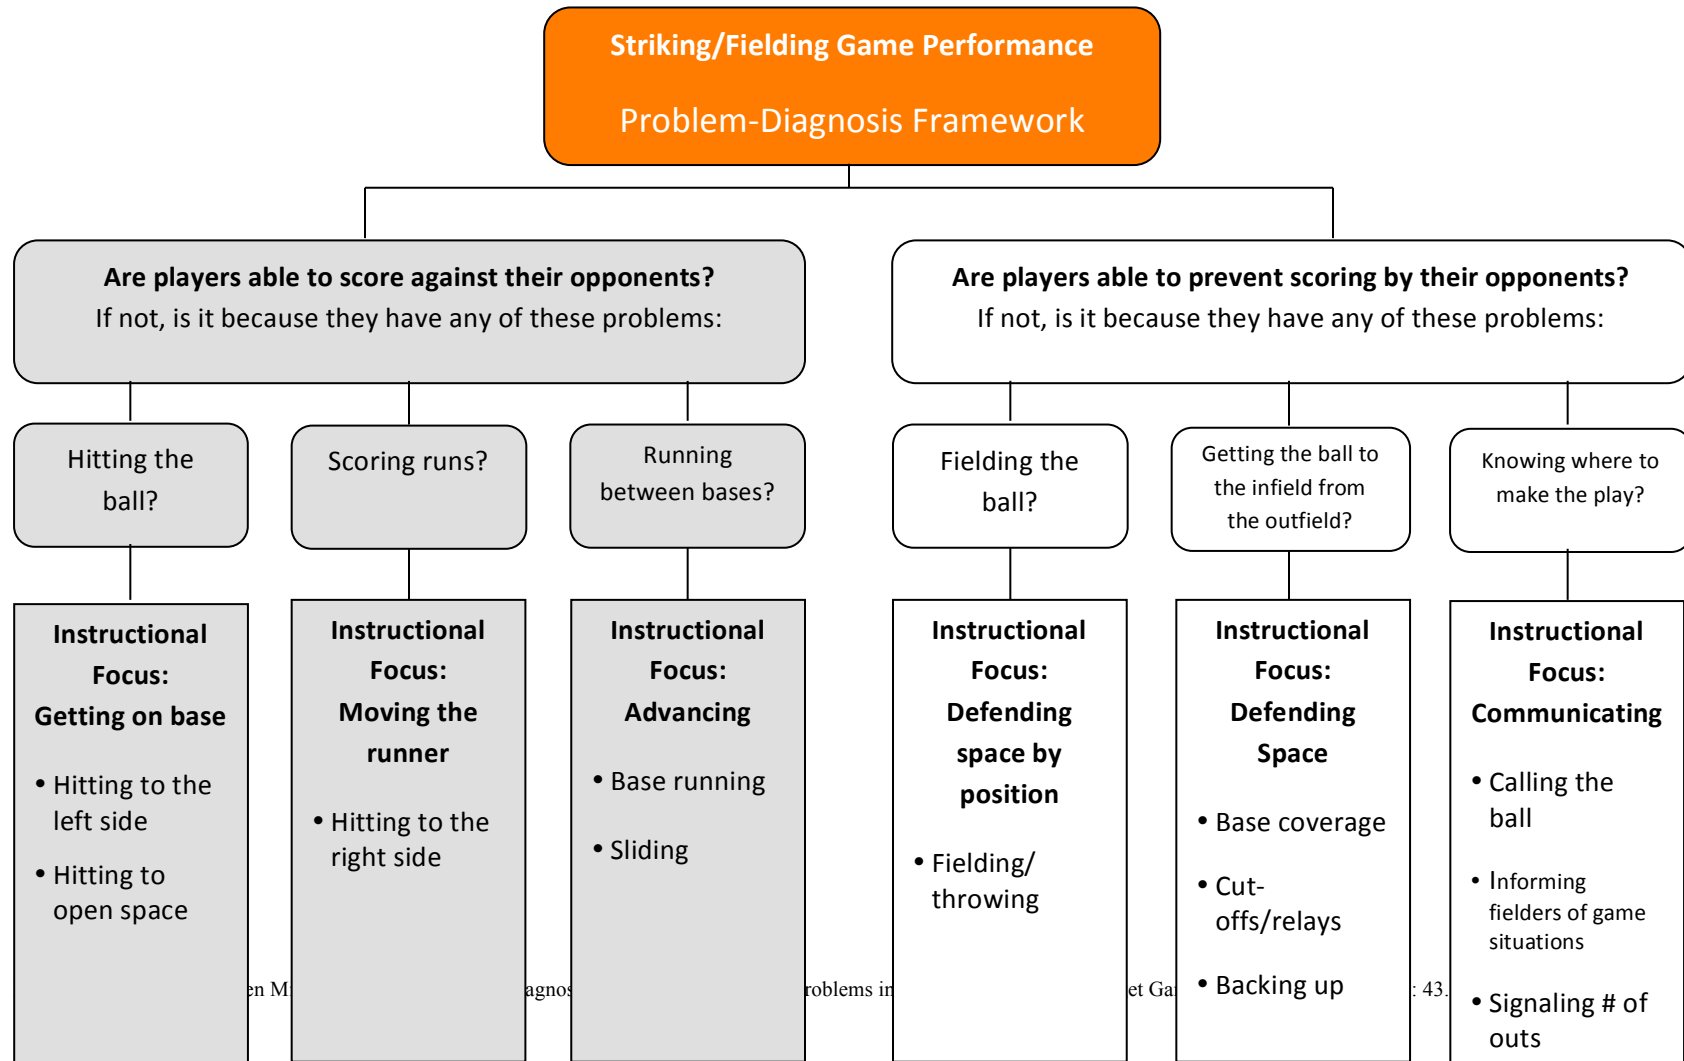 Striking/Fielding Game Performance
Problem-Diagnosis Framework
Are players able to score against their opponents?
If not, is it because they have any of these problems:
Are players able to prevent scoring by their opponents?
If not, is it because they have any of these problems:
Hitting the
ball?
Scoring runs?
Running
between bases?
Fielding the
ball?
Getting the ball to
the infield from
the outfield?
Knowing where to
make the play?
Instructional
Focus:
Getting on base
• Hitting to the
left side
• Hitting to
open space
Instructional
Focus:
Moving the
runner
• Hitting to the
right side
Instructional
Focus:
Advancing
• Base running
• Sliding
Instructional
Focus:
Defending
space by
position
• Fielding/
throwing
Instructional
Focus:
Defending
Space
• Base coverage
• Cut-
offs/relays
• Backing up
Instructional
Focus:
Communicating
• Calling the
ball
• Informing
fielders of game
situations
• Signaling # of
outs
roblems in
: 43.